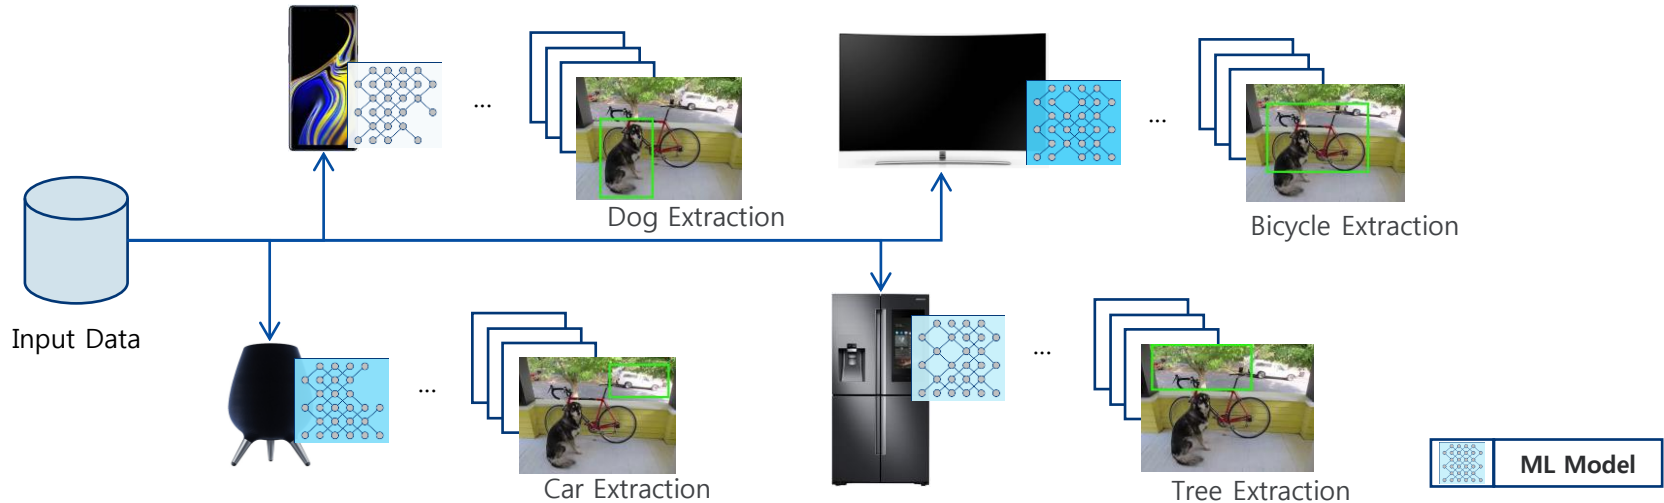 ...
...
Dog Extraction
Bicycle Extraction
Input Data
...
...
Car Extraction
Tree Extraction
ML Model